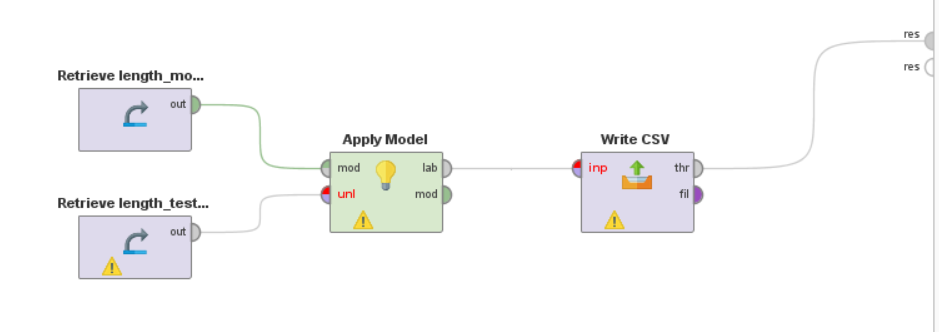 res
res
Retrieve length_mo...
out
Apply Model
mod
lab
unl
mod
Write CSV
inp
thr
fil
Retrieve length_test...
out